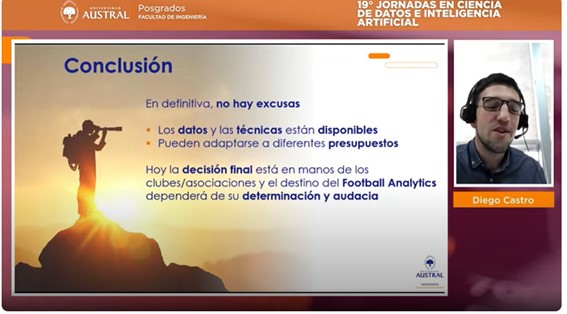 UNIVERSIDAD
AUSTRAL
Posgrados
FACULTAD DE INGENIERÍA
19° JORNADAS EN CIENCIA
DE DATOS E INTELIGENCIA
ARTIFICIAL
Conclusión
En definitiva, no hay excusas
▪ Los datos y las técnicas están disponibles
▪ Pueden adaptarse a diferentes presupuestos
Hoy la decisión final está en manos de los
clubes/asociaciones y el destino del Football Analytics
dependerá de su determinación y audacia
Diego Castro
AUSTRAL